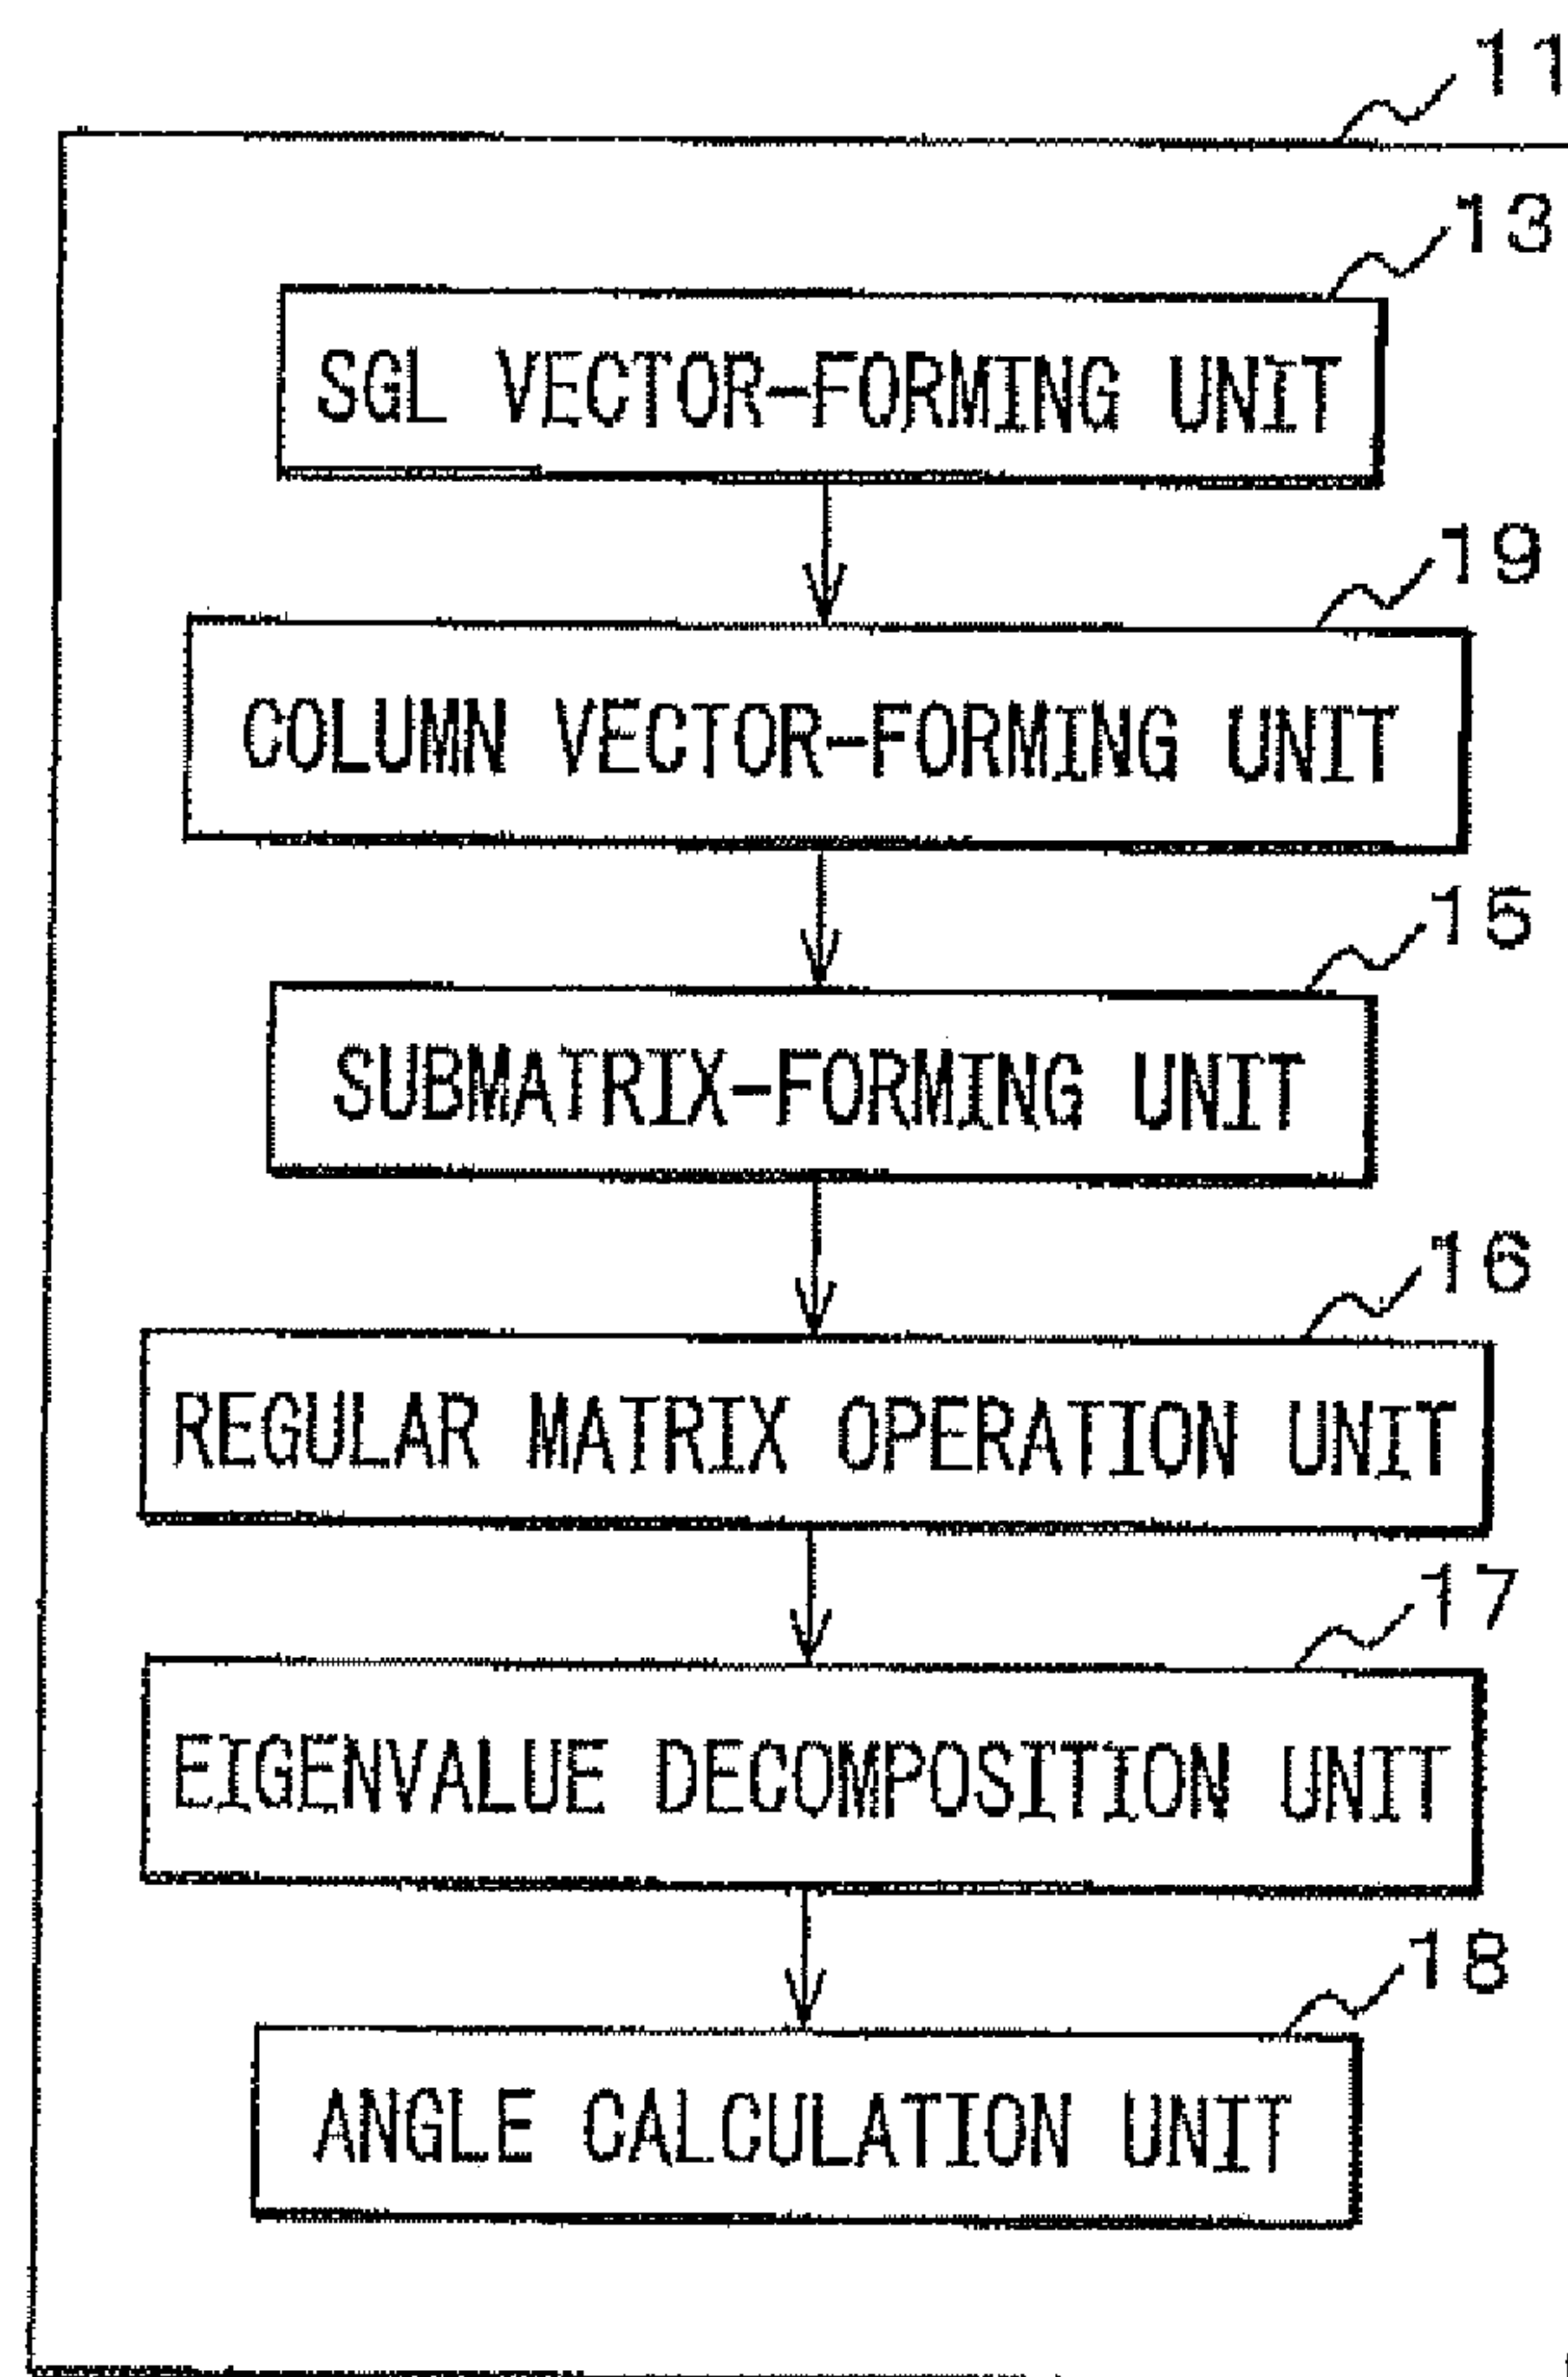 11
13
SGL VECTOR-FORMING UNIT
19
COLUMN VECTOR-FORMING UNIT
15
SUBMATRIX-FORMING UNIT
16
REGULAR MATRIX OPERATION UNIT
17
EIGENVALUE DECOMPOSITION UNIT
18
ANGLE CALCULATION UNIT